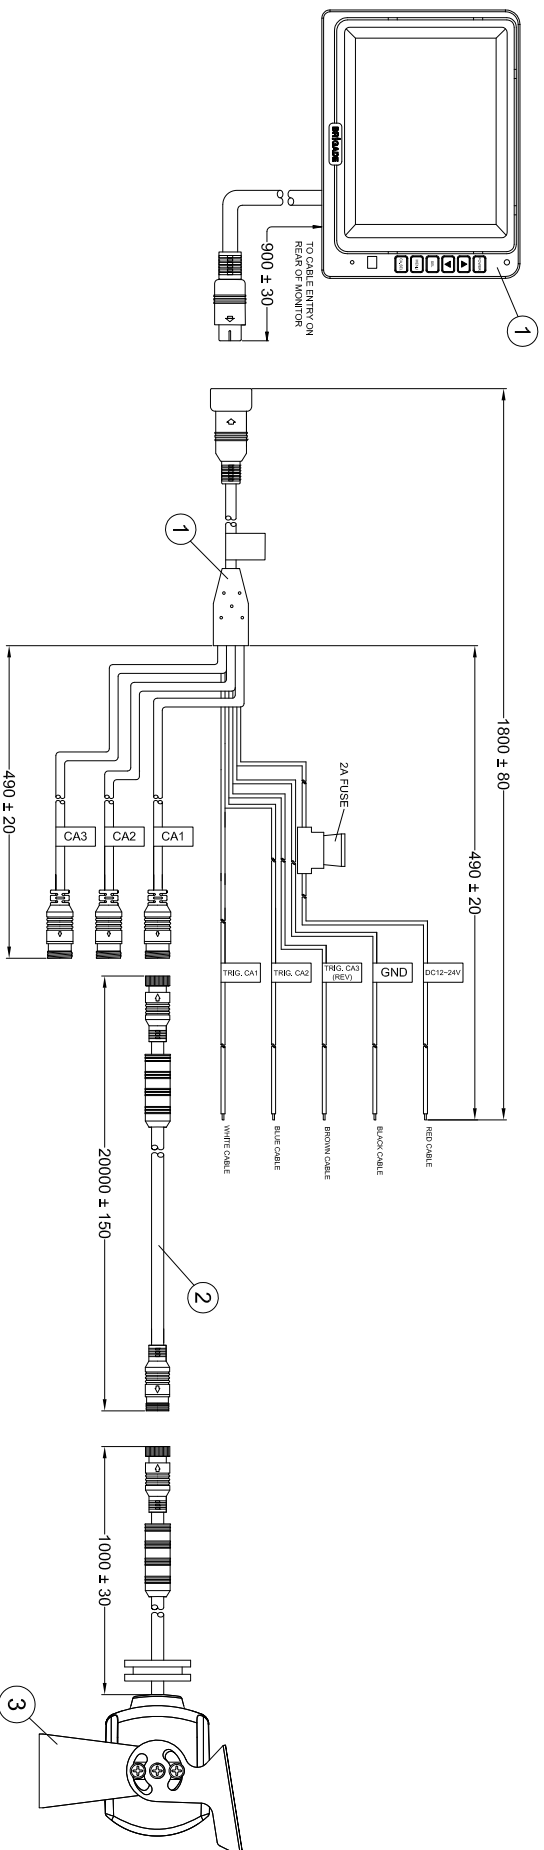 BRIGADE
1
TO CABLE ENTRY ON
REAR OF MONITOR
900 ± 30
1800 ± 80
1
490 ± 20
490 ± 20
2A FUSE
CA1
CA2
CA3
DC12~24V
GND
TRIG. CA3
(REV)
TRIG. CA2
TRIG. CA1
RED CABLE
BLACK CABLE
BROWN CABLE
BLUE CABLE
WHITE CABLE
20000 ± 150
2
1000 ± 30
3